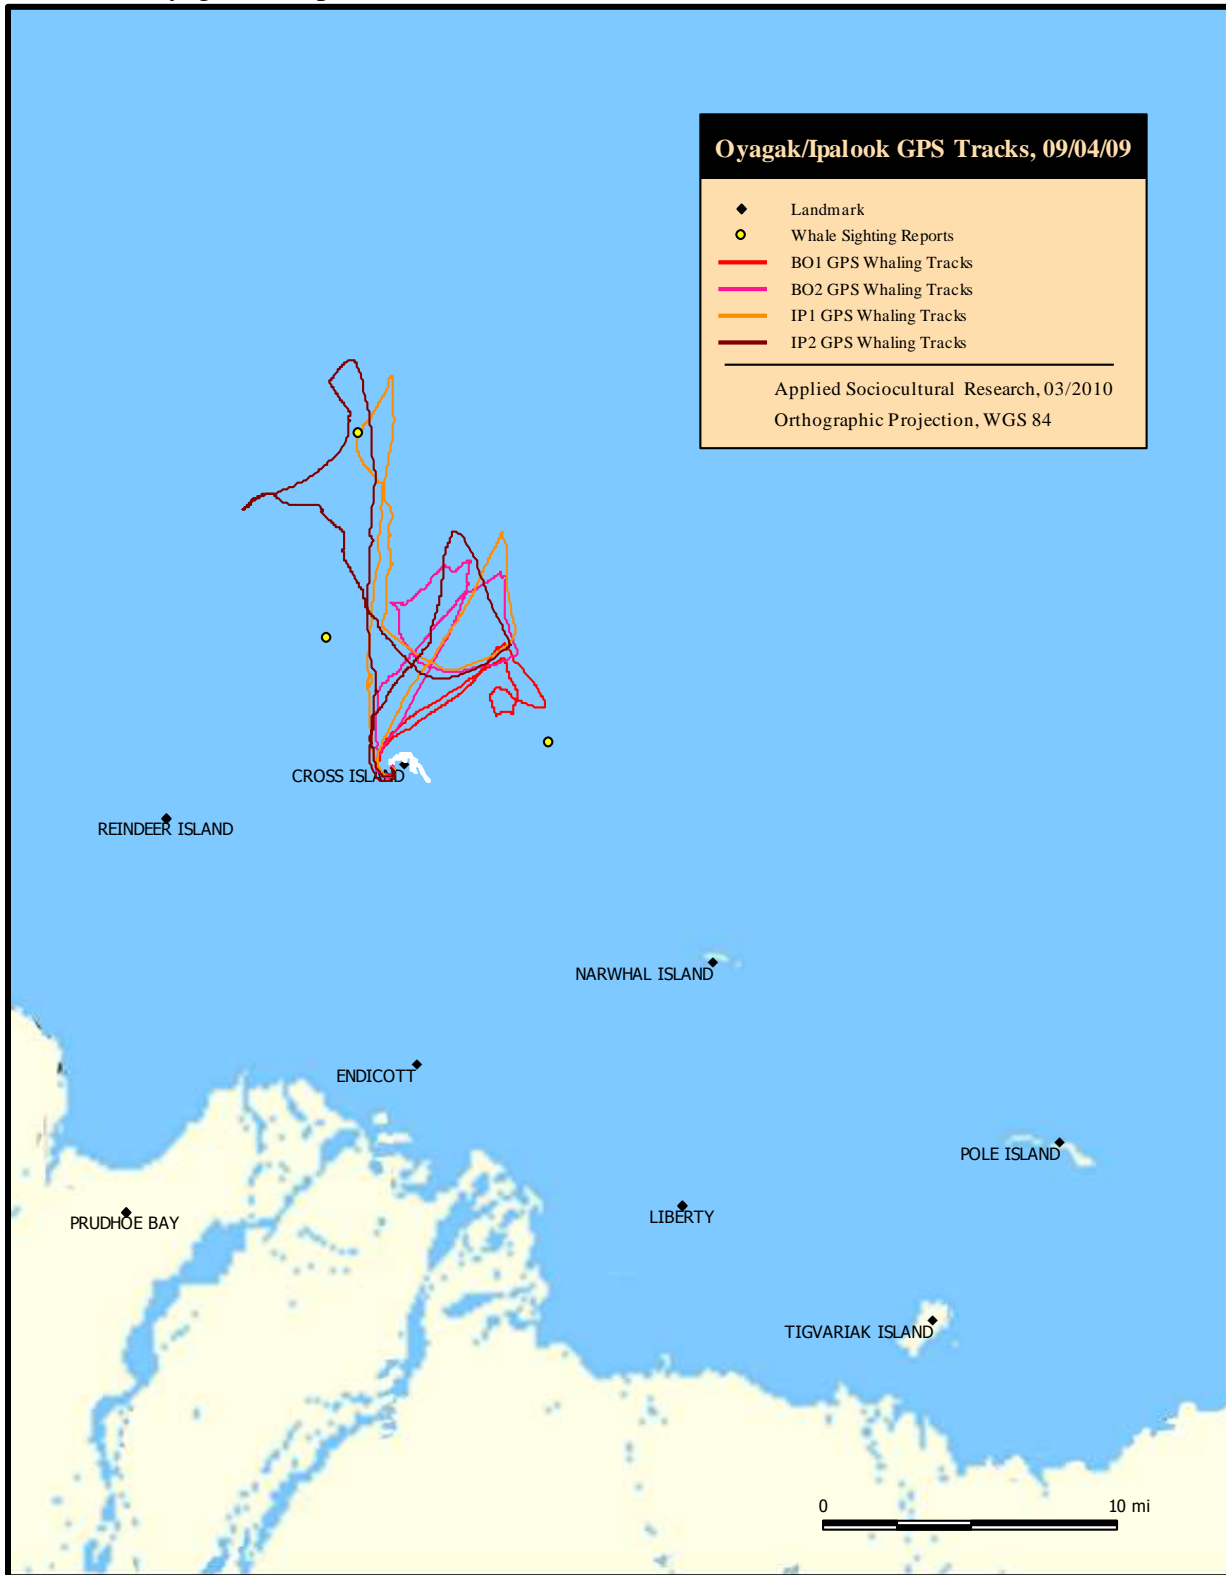 Oyagak/Ipalook GPS Tracks, 09/04/09
Landmark
Whale Sighting Reports
BO1 GPS Whaling Tracks
BO2 GPS Whaling Tracks
IP1 GPS Whaling Tracks
IP2 GPS Whaling Tracks
Applied Sociocultural Research, 03/2010
Orthographic Projection, WGS 84
CROSS ISLAND
REINDEER ISLAND
NARWHAL ISLAND
ENDICOTT
POLE ISLAND
PRUDHOE BAY
LIBERTY
TIGVARIAK ISLAND
0 10 mi